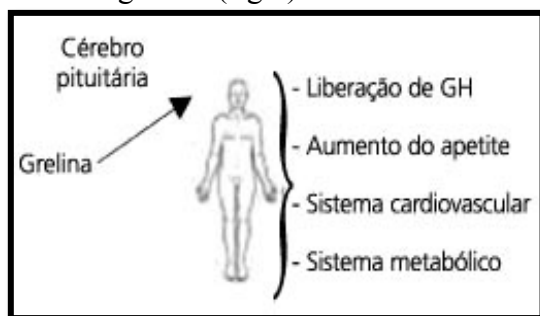 Cérebro
pituitária
Grelina
- Liberação de GH
- Aumento do apetite
- Sistema cardiovascular
- Sistema metabólico